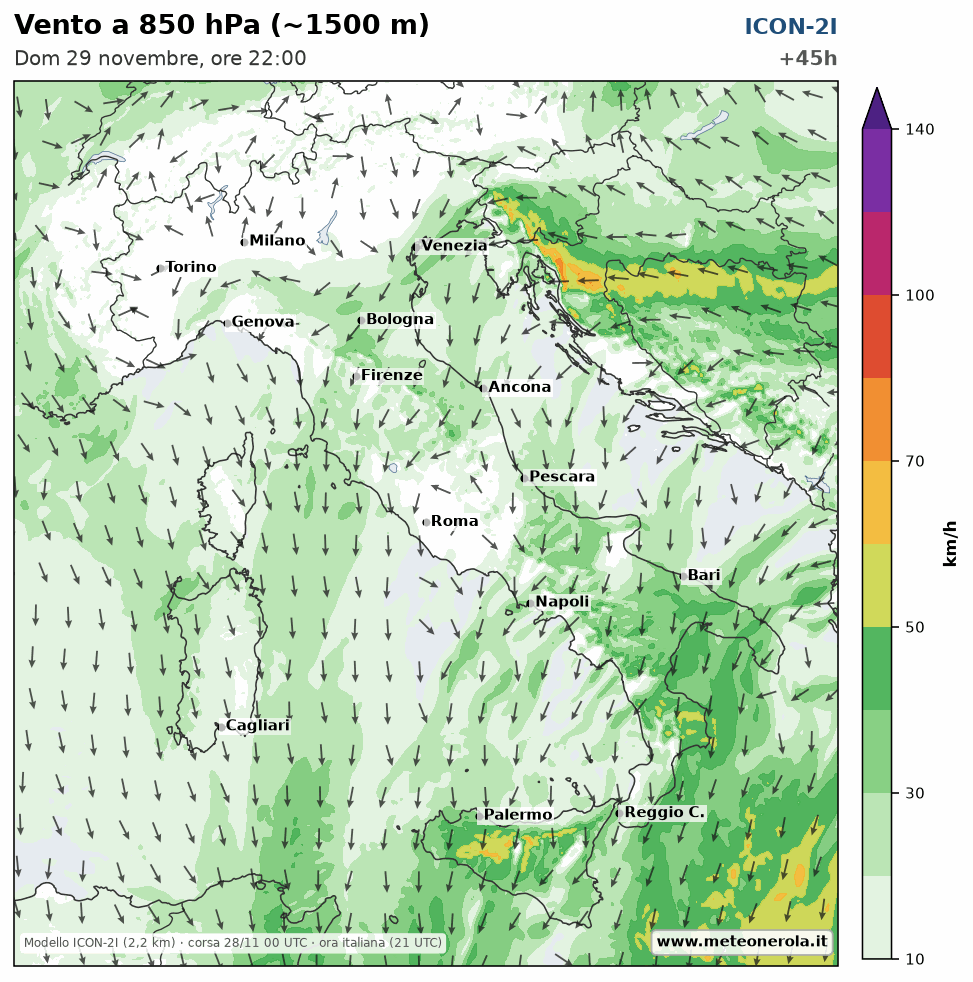 Vento a 850 hPa (~1500 m)
ICON-2I
Dom 29 novembre, ore 22:00
+45h
140
100
70
50
30
10
km/h
Milano
Venezia
Torino
Genova
Bologna
Firenze
Ancona
Pescara
Roma
Bari
Napoli
Cagliari
Palermo
Reggio C.
Modello ICON-2I (2,2 km) · corsa 28/11 00 UTC · ora italiana (21 UTC)
www.meteonerola.it